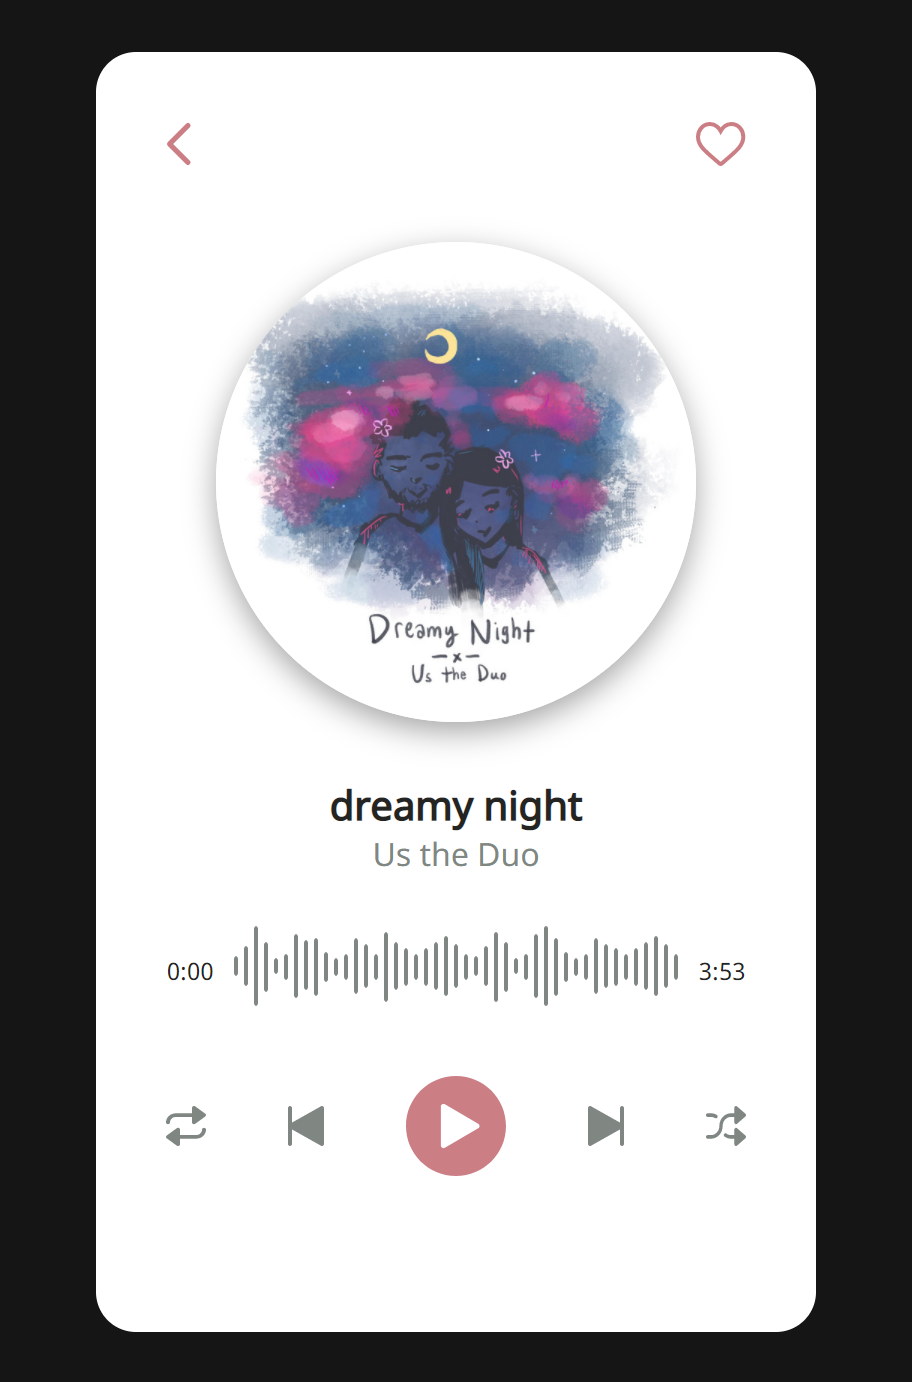 Dreamy Night
— x —
Us the Duo
dreamy night
Us the Duo
0:00
3:53